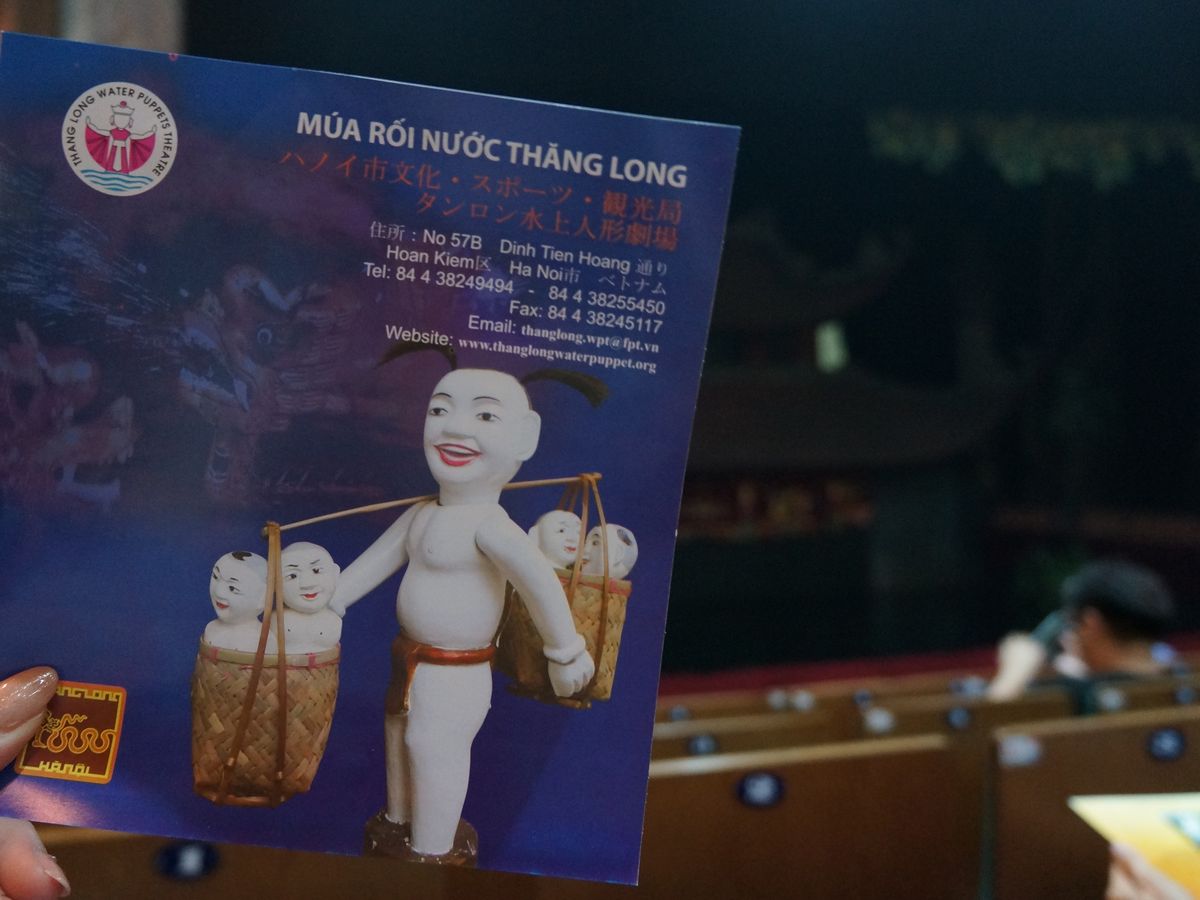 THANG LONG WATER PUPPETS THEATRE
MÚA RỐI NƯỚC THĂNG LONG
ハノイ市文化・スポーツ・観光局
タンロン水上人形劇場
住所：No 57B Dinh Tien Hoang 通り
Hoan Kiem区 Ha Noi市 ベトナム
Tel: 84 4 38249494 - 84 4 38255450
Fax: 84 4 38245117
Email: thanglong.wpt@fpt.vn
Website: www.thanglongwaterpuppet.org
HÀNỘI